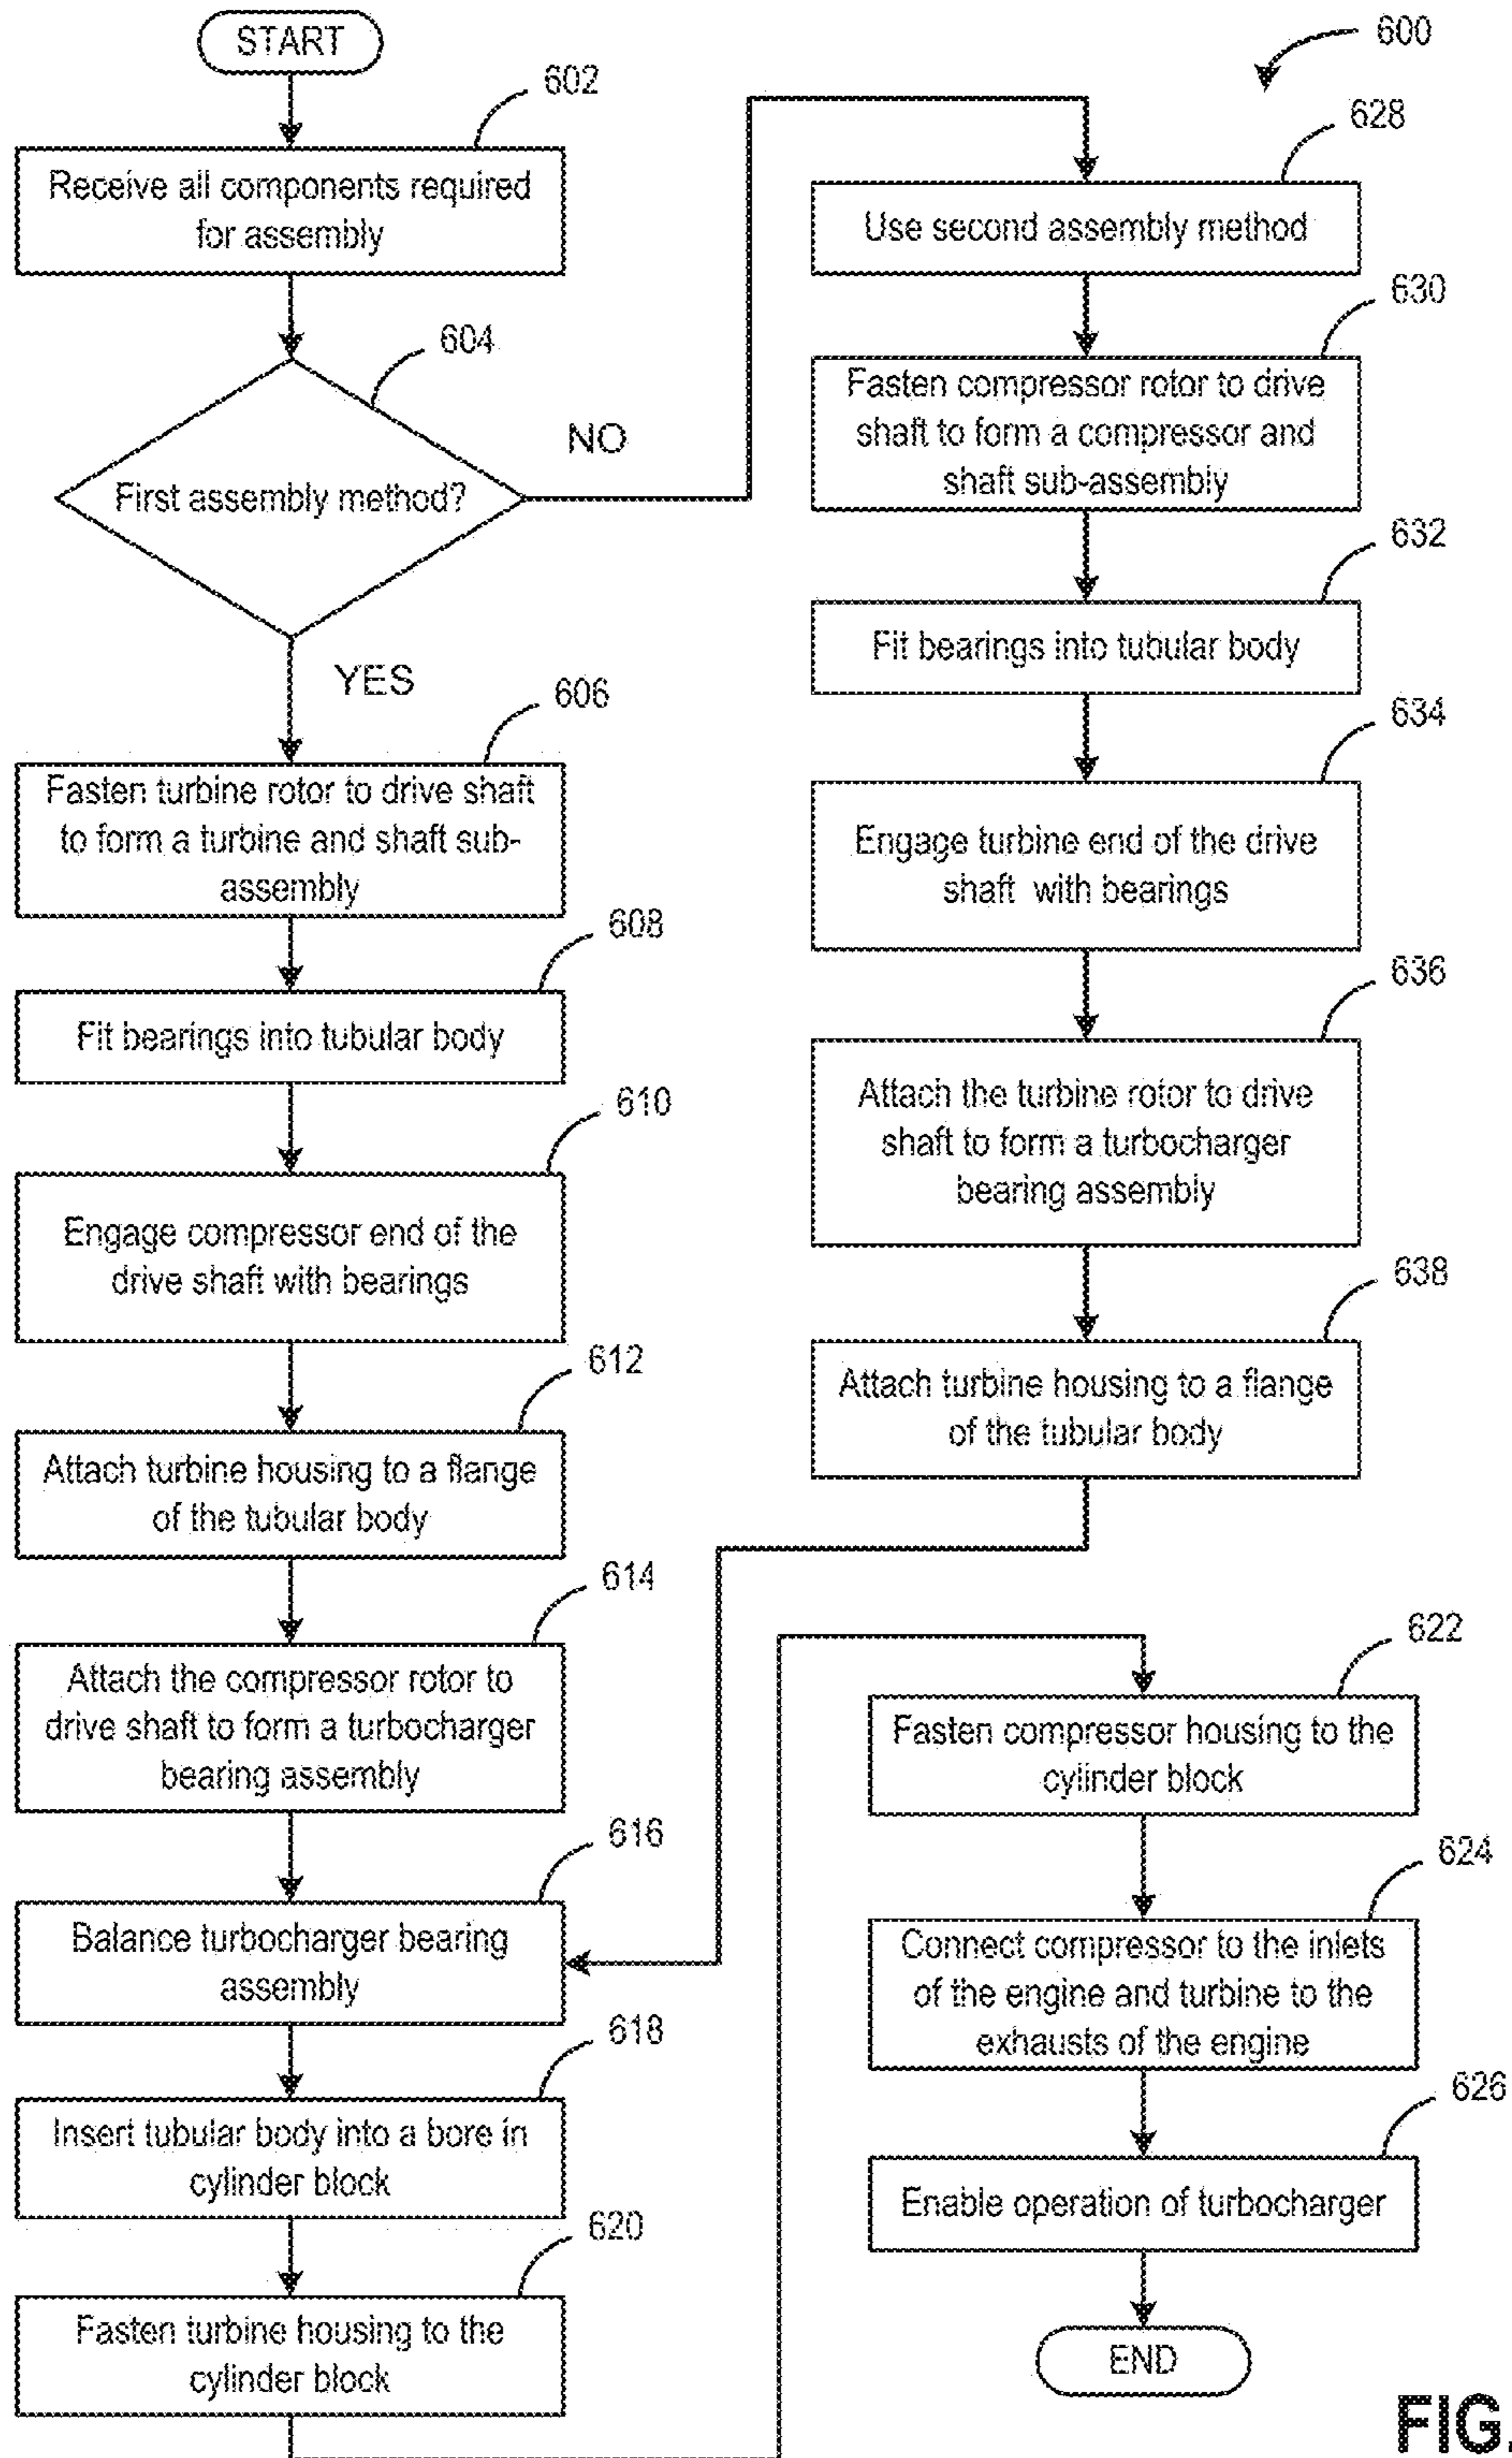 START
600
602
Receive all components required
for assembly
604
First assembly method?
NO
YES
606
Fasten turbine rotor to drive shaft
to form a turbine and shaft sub-
assembly
608
Fit bearings into tubular body
610
Engage compressor end of the
drive shaft with bearings
612
Attach turbine housing to a flange
of the tubular body
614
Attach the compressor rotor to
drive shaft to form a turbocharger
bearing assembly
616
Balance turbocharger bearing
assembly
618
Insert tubular body into a bore in
cylinder block
620
Fasten turbine housing to the
cylinder block
628
Use second assembly method
630
Fasten compressor rotor to drive
shaft to form a compressor and
shaft sub-assembly
632
Fit bearings into tubular body
634
Engage turbine end of the drive
shaft with bearings
636
Attach the turbine rotor to drive
shaft to form a turbocharger
bearing assembly
638
Attach turbine housing to a flange
of the tubular body
622
Fasten compressor housing to the
cylinder block
624
Connect compressor to the inlets
of the engine and turbine to the
exhausts of the engine
626
Enable operation of turbocharger
END
FIG.